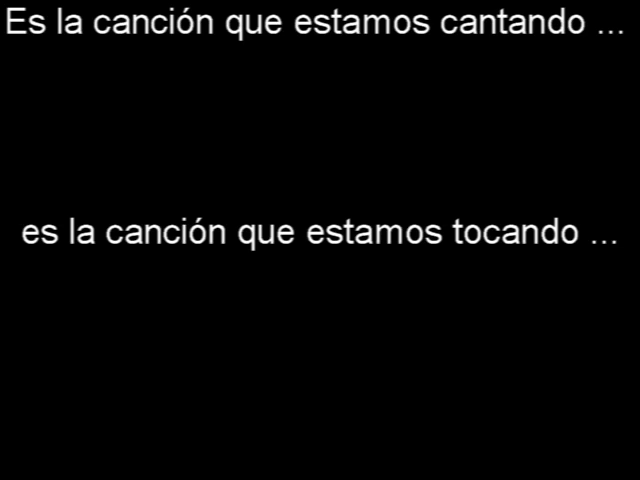 Es la canción que estamos cantando ...
es la canción que estamos tocando ...